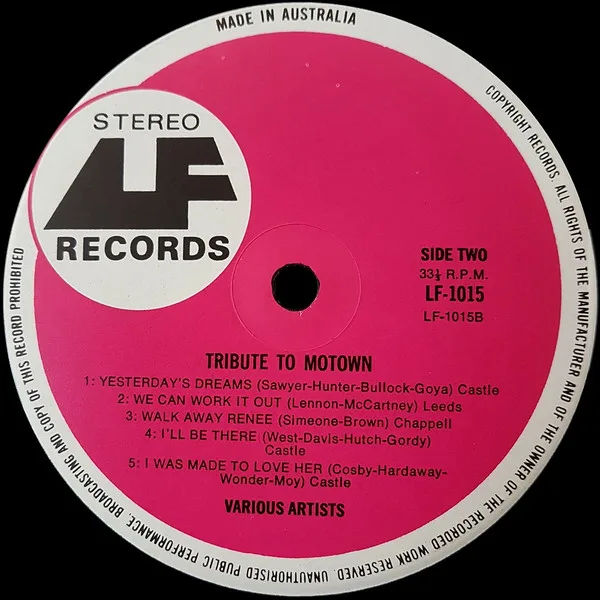 MADE IN AUSTRALIA
COPYRIGHT RECORDS. ALL RIGHTS OF THE MANUFACTURER AND OF THE OWNER OF THE RECORDED WORK RESERVED. UNAUTHORISED PUBLIC PERFORMANCE, BROADCASTING AND COPY OF THIS RECORD PROHIBITED
STEREO
LF
RECORDS
SIDE TWO
33⅓ R.P.M.
LF-1015
LF-1015B
TRIBUTE TO MOTOWN
1: YESTERDAY'S DREAMS (Sawyer-Hunter-Bullock-Goya) Castle
2: WE CAN WORK IT OUT (Lennon-McCartney) Leeds
3: WALK AWAY RENEE (Simeone-Brown) Chappell
4: I'LL BE THERE (West-Davis-Hutch-Gordy)
Castle
5: I WAS MADE TO LOVE HER (Cosby-Hardaway-
Wonder-Moy) Castle
VARIOUS ARTISTS